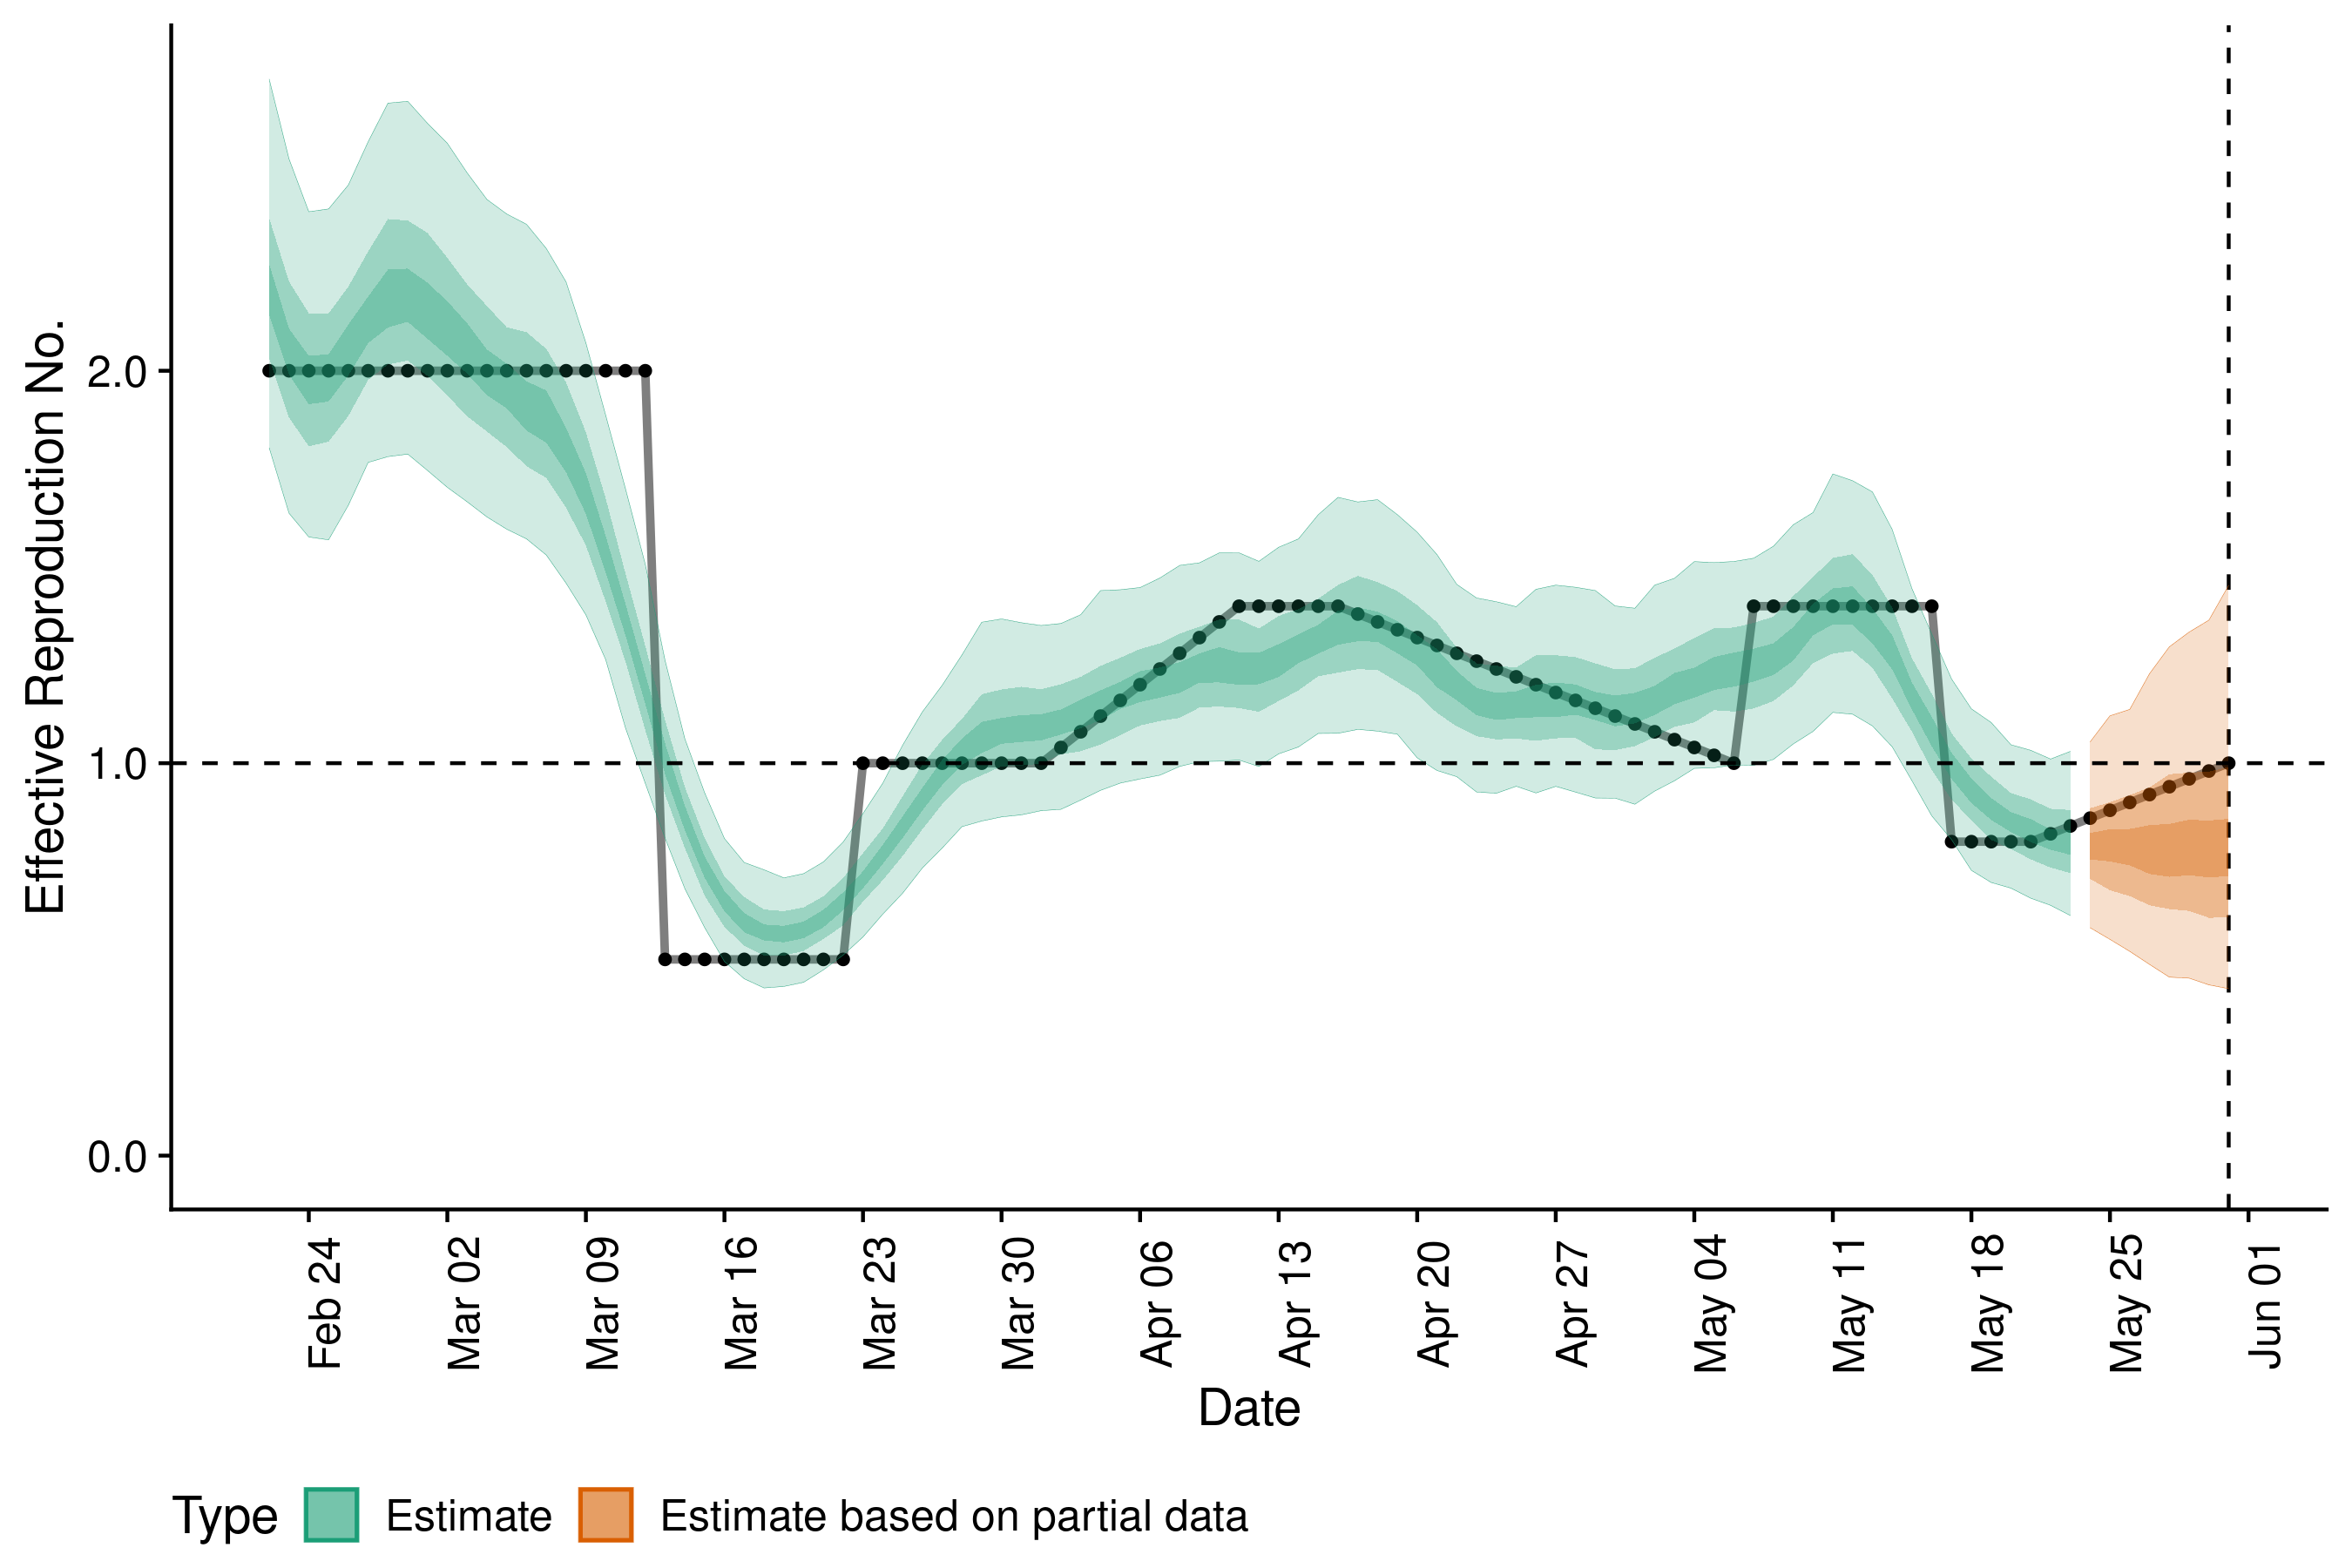 Effective Reproduction No.
2.0
1.0
0.0
Feb 24
Mar 02
Mar 09
Mar 16
Mar 23
Mar 30
Apr 06
Apr 13
Apr 20
Apr 27
May 04
May 11
May 18
May 25
Jun 01
Date
Type Estimate Estimate based on partial data